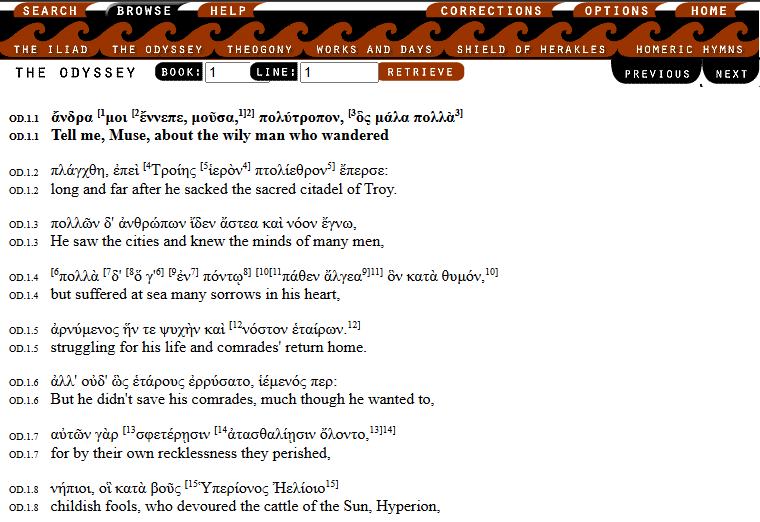 SEARCH BROWSE HELP CORRECTIONS OPTIONS HOME
THE ILIAD THE ODYSSEY THEOGONY WORKS AND DAYS SHIELD OF HERAKLES HOMERIC HYMNS
THE ODYSSEY BOOK: 1 LINE: 1 RETRIEVE PREVIOUS NEXT
OD.1.1 ἄνδρα [1μοι [2ἔννεπε, μοῦσα,1]2] πολύτροπον, [3ὃς μάλα πολλὰ3]
OD.1.1 Tell me, Muse, about the wily man who wandered
OD.1.2 πλάγχθη, ἐπεὶ [4Τροίης [5ἱερὸν4] πτολίεθρον5] ἔπερσε:
OD.1.2 long and far after he sacked the sacred citadel of Troy.
OD.1.3 πολλῶν δ' ἀνθρώπων ἴδεν ἄστεα καὶ νόον ἔγνω,
OD.1.3 He saw the cities and knew the minds of many men,
OD.1.4 [6πολλὰ [7δ' [8ὅ γ'6] [9ἐν7] πόντῳ8] [10[11πάθεν ἄλγεα9]11] ὃν κατὰ θυμόν,10]
OD.1.4 but suffered at sea many sorrows in his heart,
OD.1.5 ἀρνύμενος ἥν τε ψυχὴν καὶ [12νόστον ἑταίρων.12]
OD.1.5 struggling for his life and comrades' return home.
OD.1.6 ἀλλ' οὐδ' ὣς ἑτάρους ἐρρύσατο, ἱέμενός περ:
OD.1.6 But he didn't save his comrades, much though he wanted to,
OD.1.7 αὐτῶν γὰρ [13σφετέρῃσιν [14ἀτασθαλίῃσιν ὄλοντο,13]14]
OD.1.7 for by their own recklessness they perished,
OD.1.8 νήπιοι, οἳ κατὰ βοῦς [15Ὑπερίονος Ἠελίοιο15]
OD.1.8 childish fools, who devoured the cattle of the Sun, Hyperion,